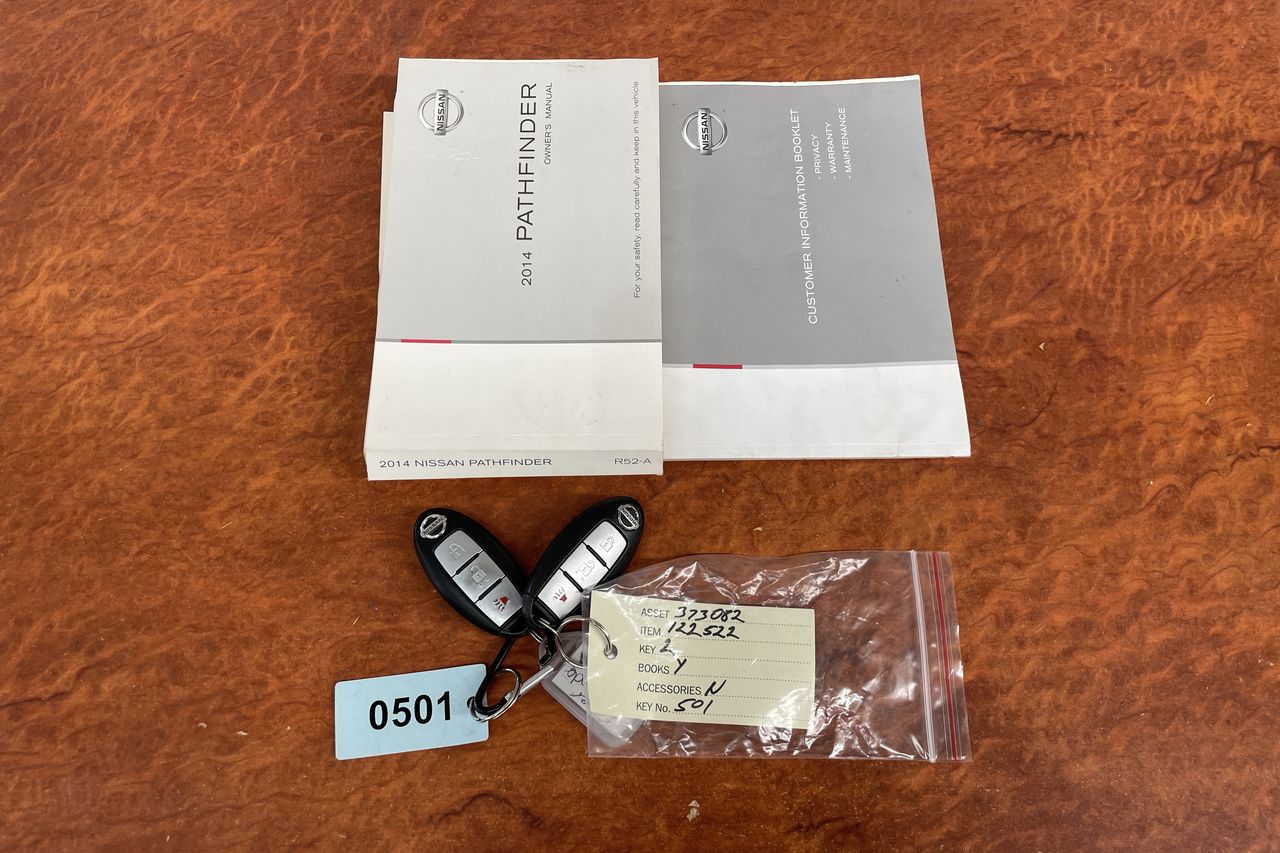 NISSAN
2014 PATHFINDER
OWNER'S MANUAL
For your safety, read carefully and keep in this vehicle.
2014 NISSAN PATHFINDER R52-A
NISSAN
CUSTOMER INFORMATION BOOKLET
- PRIVACY
- WARRANTY
- MAINTENANCE
NISSAN
NISSAN
ASSET 373082
ITEM 122522
KEY 2
BOOKS Y
ACCESSORIES N
KEY No. 501
0501